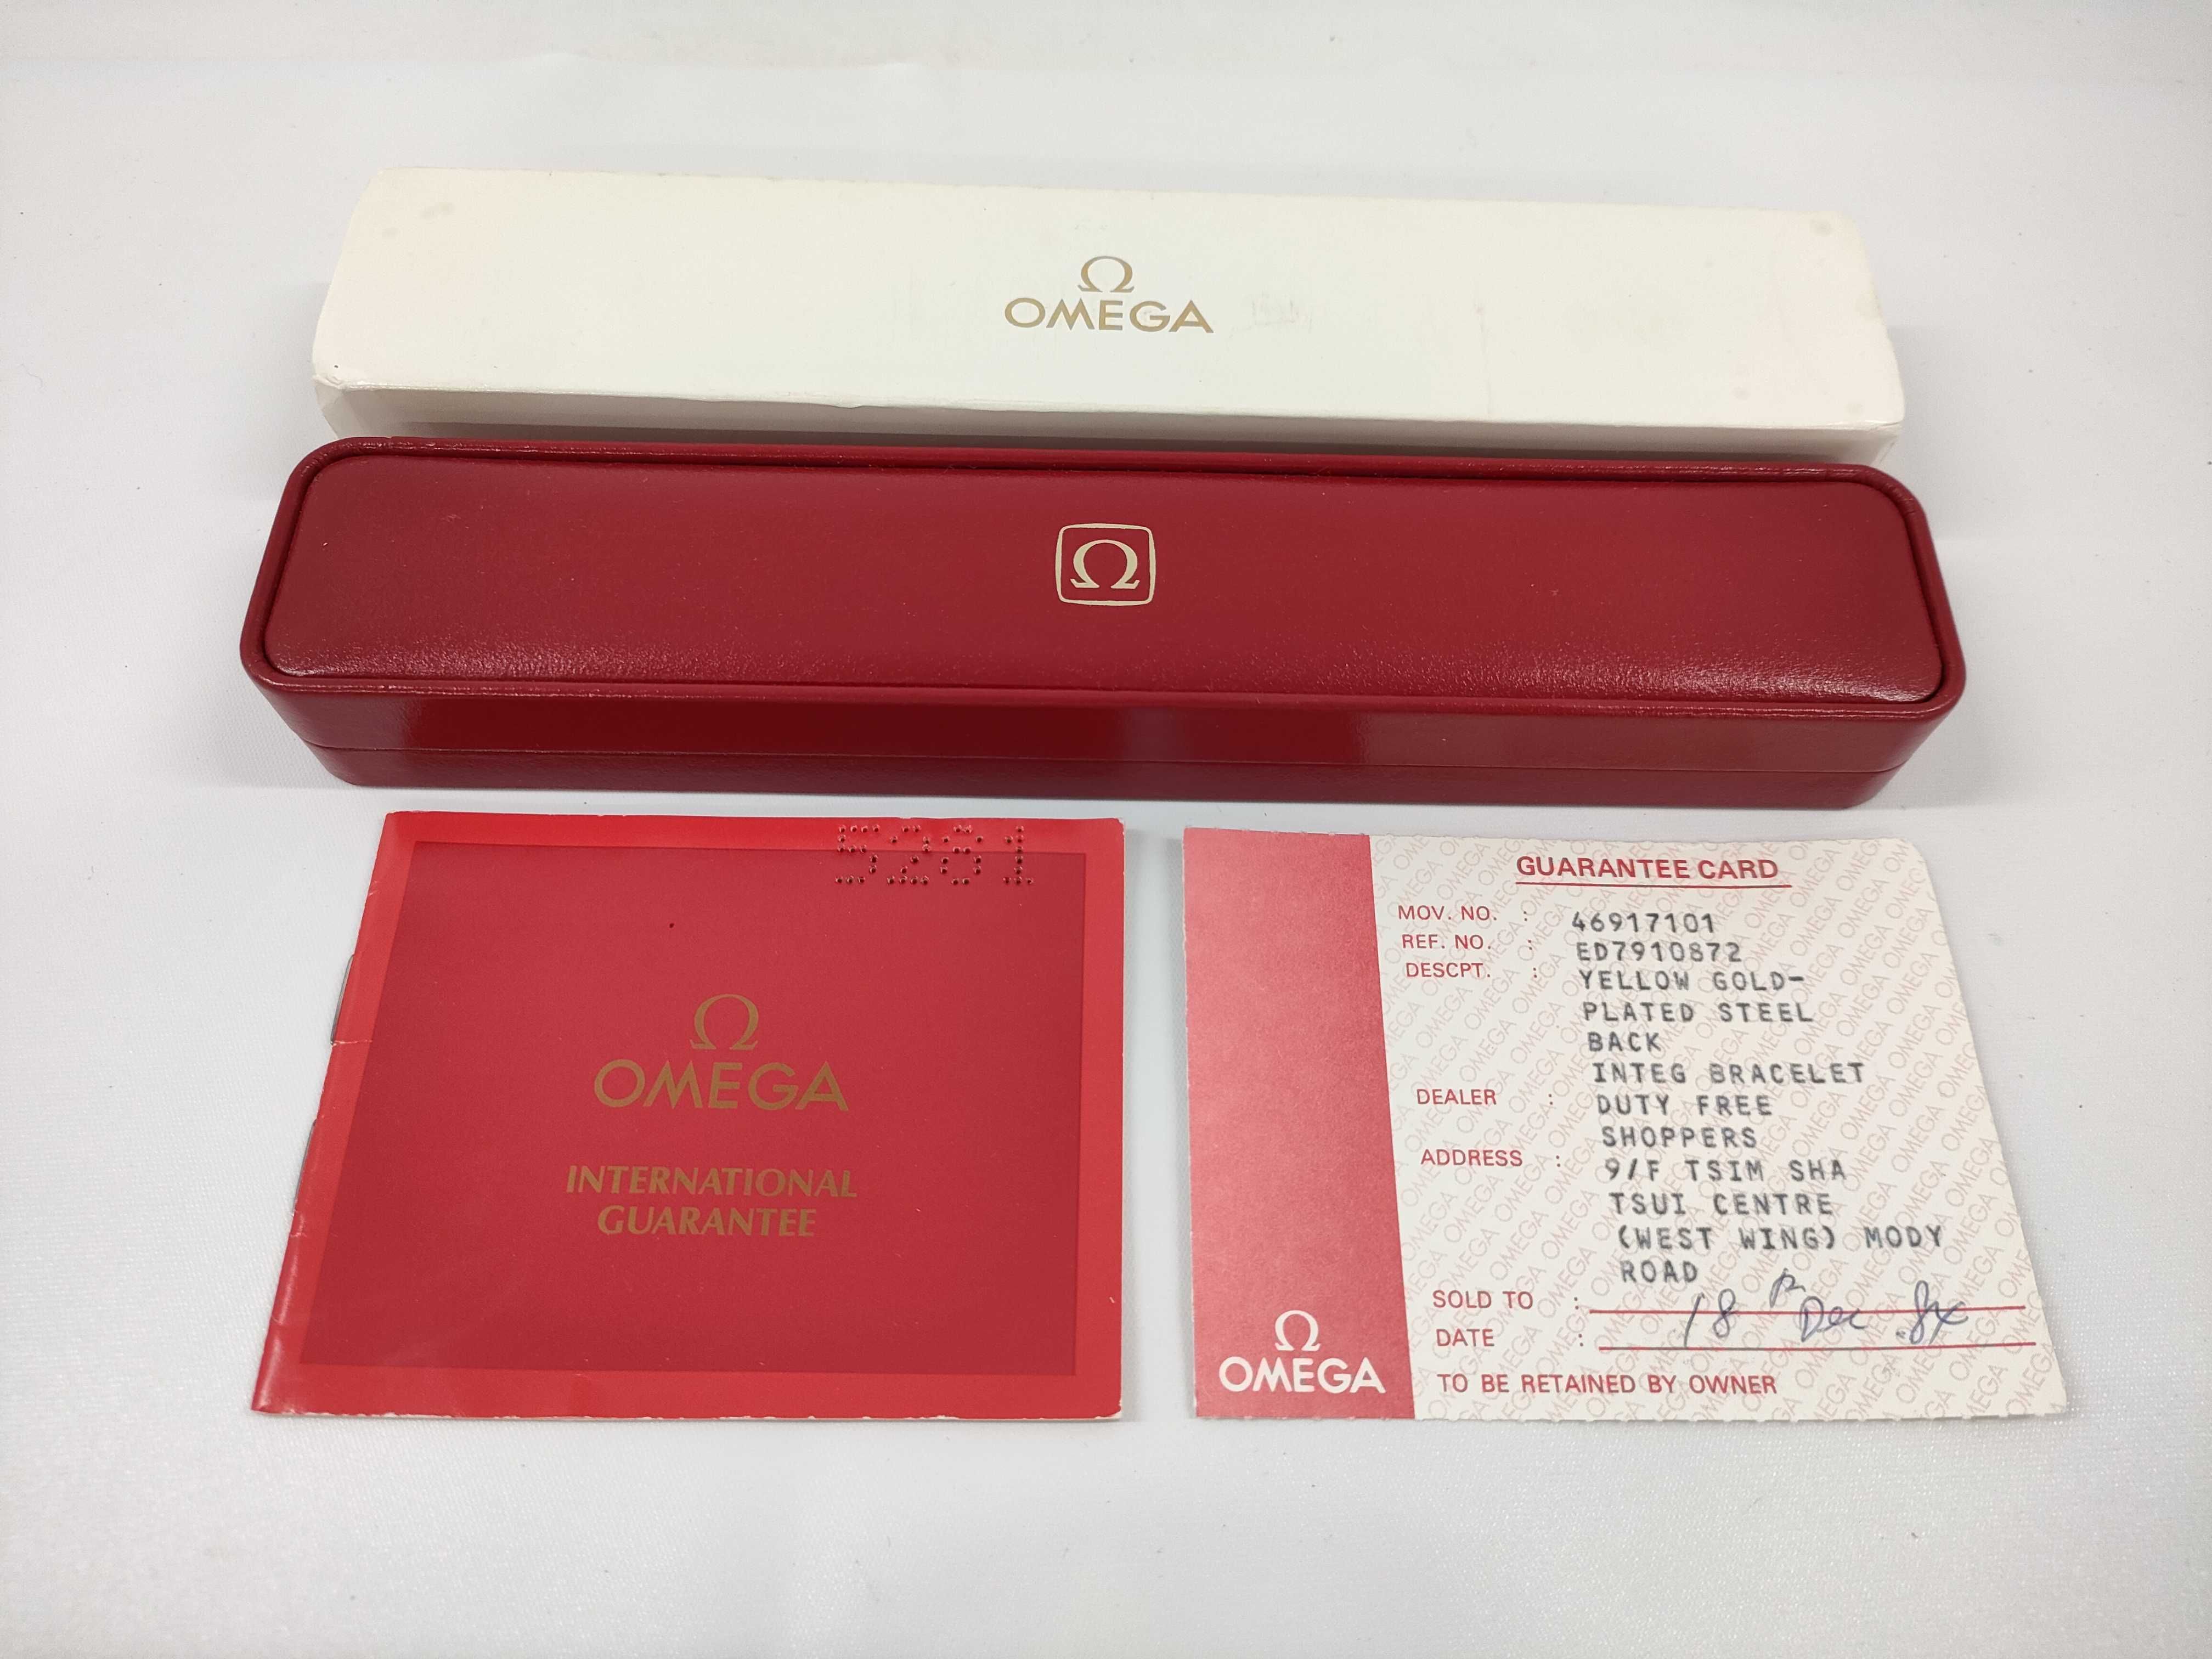 Ω
OMEGA
Ω
5281
Ω
OMEGA
INTERNATIONAL
GUARANTEE
GUARANTEE CARD
MOV. NO. : 46917101
REF. NO. : ED7910872
DESCPT. : YELLOW GOLD-
PLATED STEEL
BACK
INTEG BRACELET
DEALER : DUTY FREE
SHOPPERS
ADDRESS : 9/F TSIM SHA
TSUI CENTRE
(WEST WING) MODY
ROAD
SOLD TO :
DATE : 18 th Dec.
TO BE RETAINED BY OWNER
Ω
OMEGA